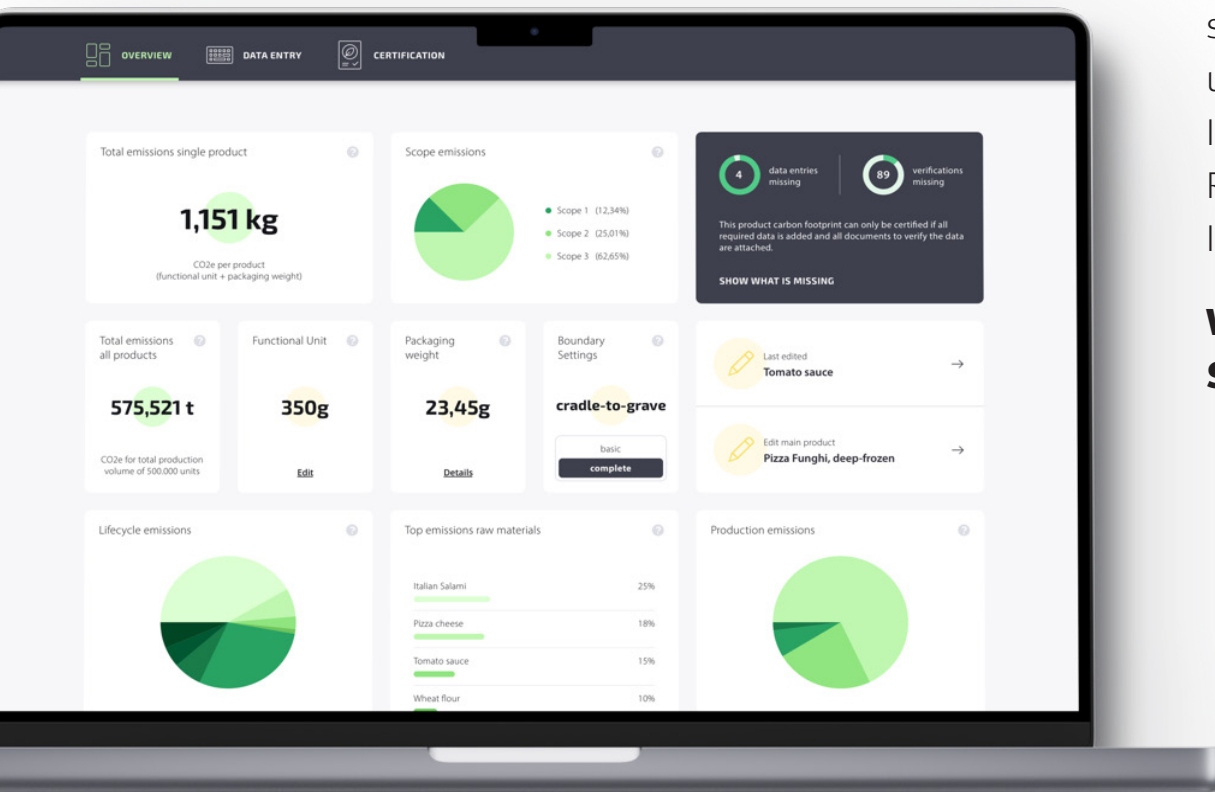 OVERVIEW
DATA ENTRY
CERTIFICATION
Total emissions single product
1,151 kg
CO2e per product
(functional unit + packaging weight)
Scope emissions
Scope 1 (12,34%)
Scope 2 (25,01%)
Scope 3 (62,65%)
4
data entries
missing
89
verifications
missing
This product carbon footprint can only be certified if all
required data is added and all documents to verify the data
are attached.
SHOW WHAT IS MISSING
Total emissions
all products
575,521 t
CO2e for total production
volume of 500.000 units
Functional Unit
350g
Edit
Packaging
weight
23,45g
Details
Boundary
Settings
cradle-to-grave
basic
complete
Last edited
Tomato sauce
Edit main product
Pizza Funghi, deep-frozen
Lifecycle emissions
Top emissions raw materials
Italian Salami 25%
Pizza cheese 18%
Tomato sauce 15%
Wheat flour 10%
Production emissions